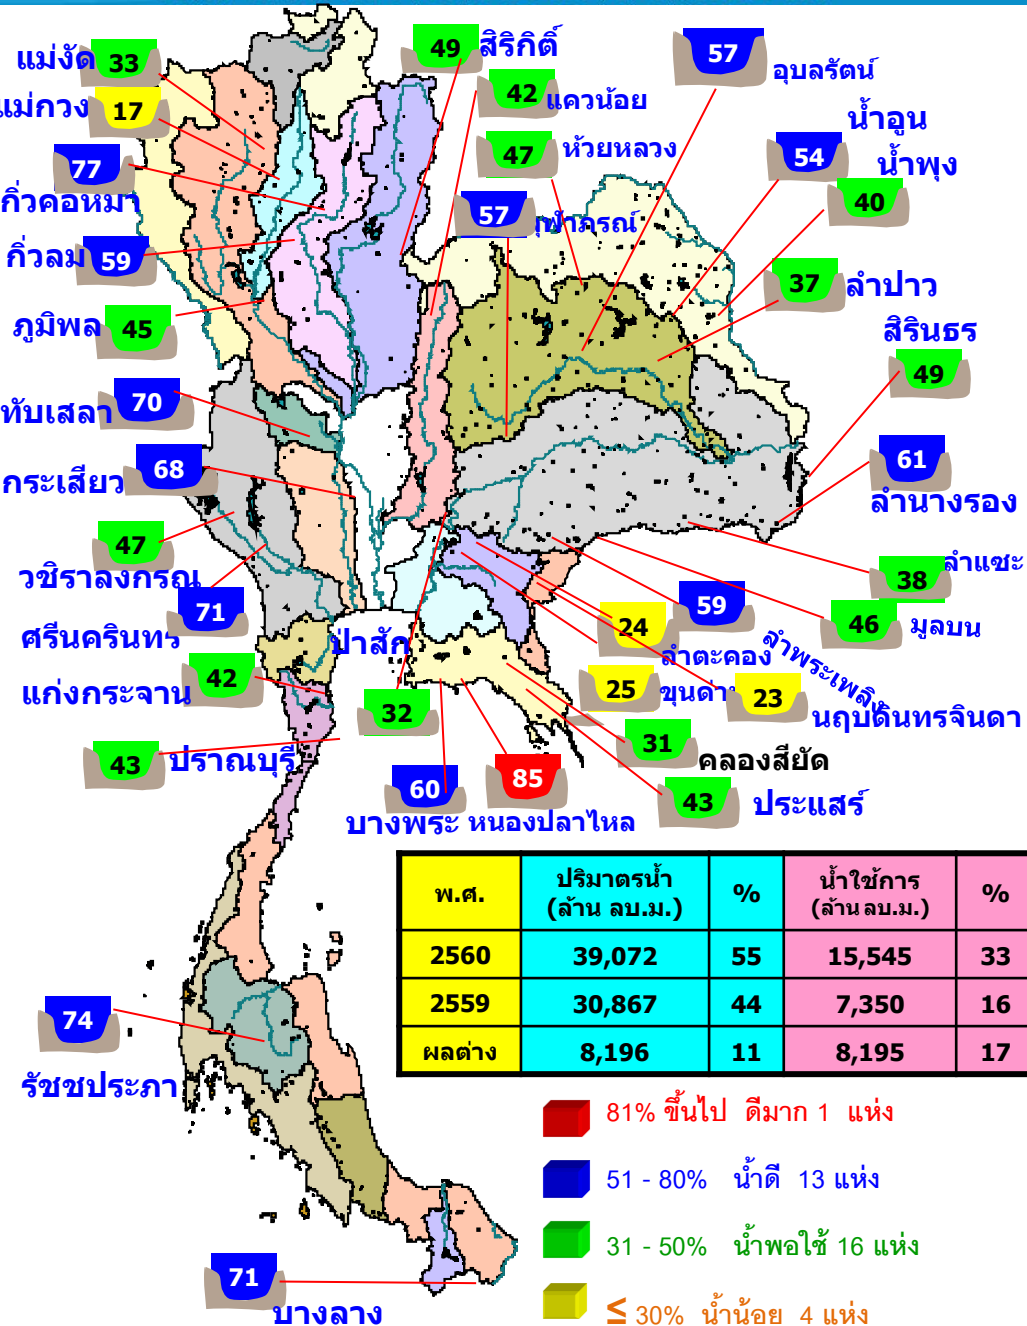 แม่งัด 33
แม่กวง 17
77
กิ่วคอหมา
กิ่วลม 59
ภูมิพล 45
ทับเสลา 70
กระเสียว 68
47
วชิราลงกรณ
71
ศรีนครินทร
แก่งกระจาน 42
43 ปราณบุรี
49 สิริกิติ์
42 แควน้อย
47 ห้วยหลวง
57 จุฬาภรณ์
57 อุบลรัตน์
น้ำอูน
54 น้ำพุง
40
37 ลำปาว
สิรินธร
49
61
ลำนางรอง
38 ลำแซะ
46 มูลบน
59
24 ลำพระเพลิง
ลำตะคอง
25 ขุนด่าน
23 นฤบดินทรจินดา
31 คลองสียัด
43 ประแสร์
ป่าสัก
32
60 85
บางพระ หนองปลาไหล
74
รัชชประภา
71
บางลาง
พ.ศ. ปริมาตรน้ำ (ล้าน ลบ.ม.) % น้ำใช้การ (ล้าน ลบ.ม.) %
2560 39,072 55 15,545 33
2559 30,867 44 7,350 16
ผลต่าง 8,196 11 8,195 17
81% ขึ้นไป ดีมาก 1 แห่ง
51 - 80% น้ำดี 13 แห่ง
31 - 50% น้ำพอใช้ 16 แห่ง
≤ 30% น้ำน้อย 4 แห่ง